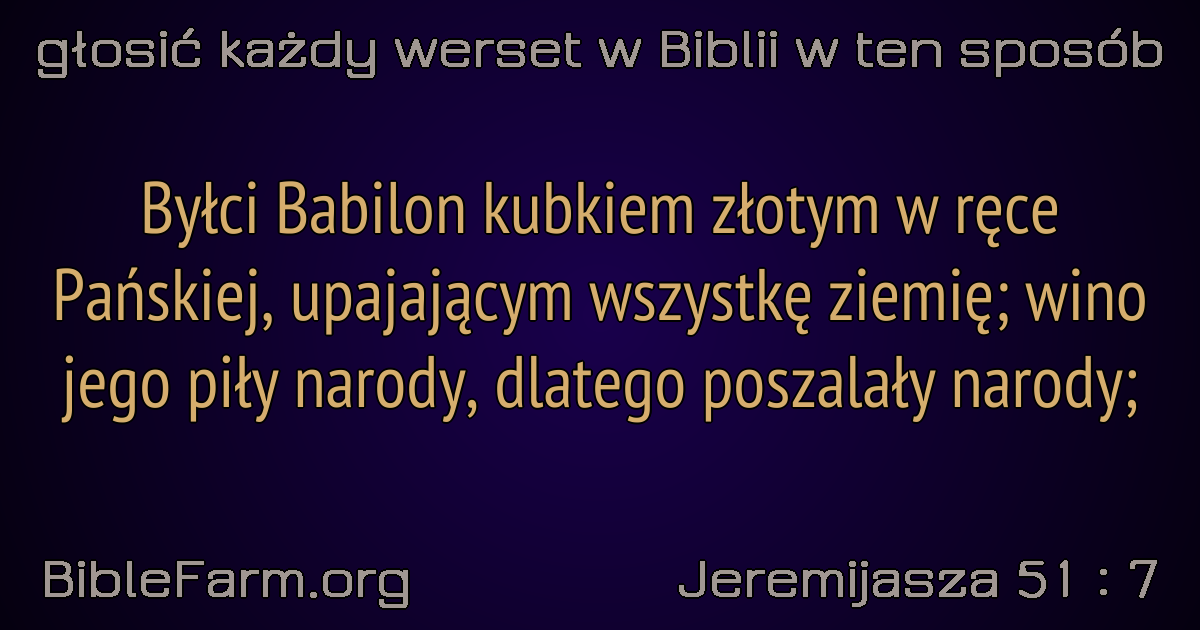 głosić każdy werset w Biblii w ten sposób
Byłci Babilon kubkiem złotym w ręce
Pańskiej, upajającym wszystkę ziemię; wino
jego piły narody, dlatego poszalały narody;
BibleFarm.org
Jeremijasza 51 : 7